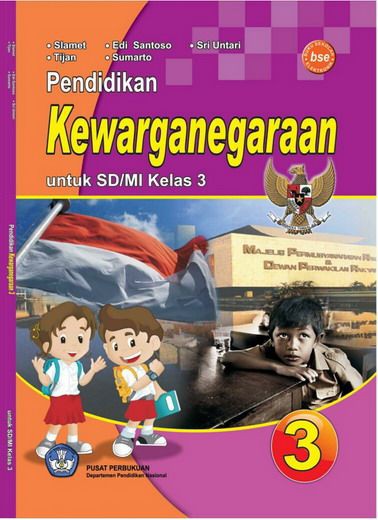 • Slamet • Edi Santoso • Sri Untari
• Tijan • Sumarto
bse
Pendidikan
Kewarganegaraan
untuk SD/MI Kelas 3
3
PUSAT PERBUKUAN
Departemen Pendidikan Nasional
Pendidikan Kewarganegaraan 3
untuk SD/MI Kelas 3